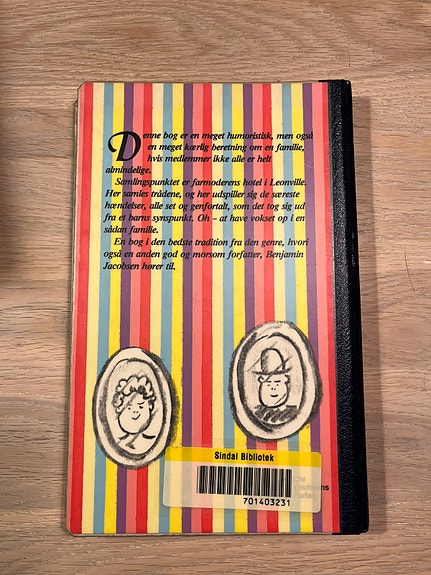 Denne bog er en meget humoristisk, men også
en meget kærlig beretning om en familie,
hvis medlemmer ikke alle er helt
almindelige.
Samlingspunktet er farmoderens hotel i Leonville.
Her samles trådene, og her udspiller sig de særeste
hændelser, alle set og genfortalt, som det tog sig ud
fra et barns synspunkt. Oh – at have vokset op i en
sådan familie.
En bog i den bedste tradition fra den genre, hvori
også en anden god og morsom forfatter, Benjamin
Jacobsen hører til.
Sindal Bibliotek
701403231